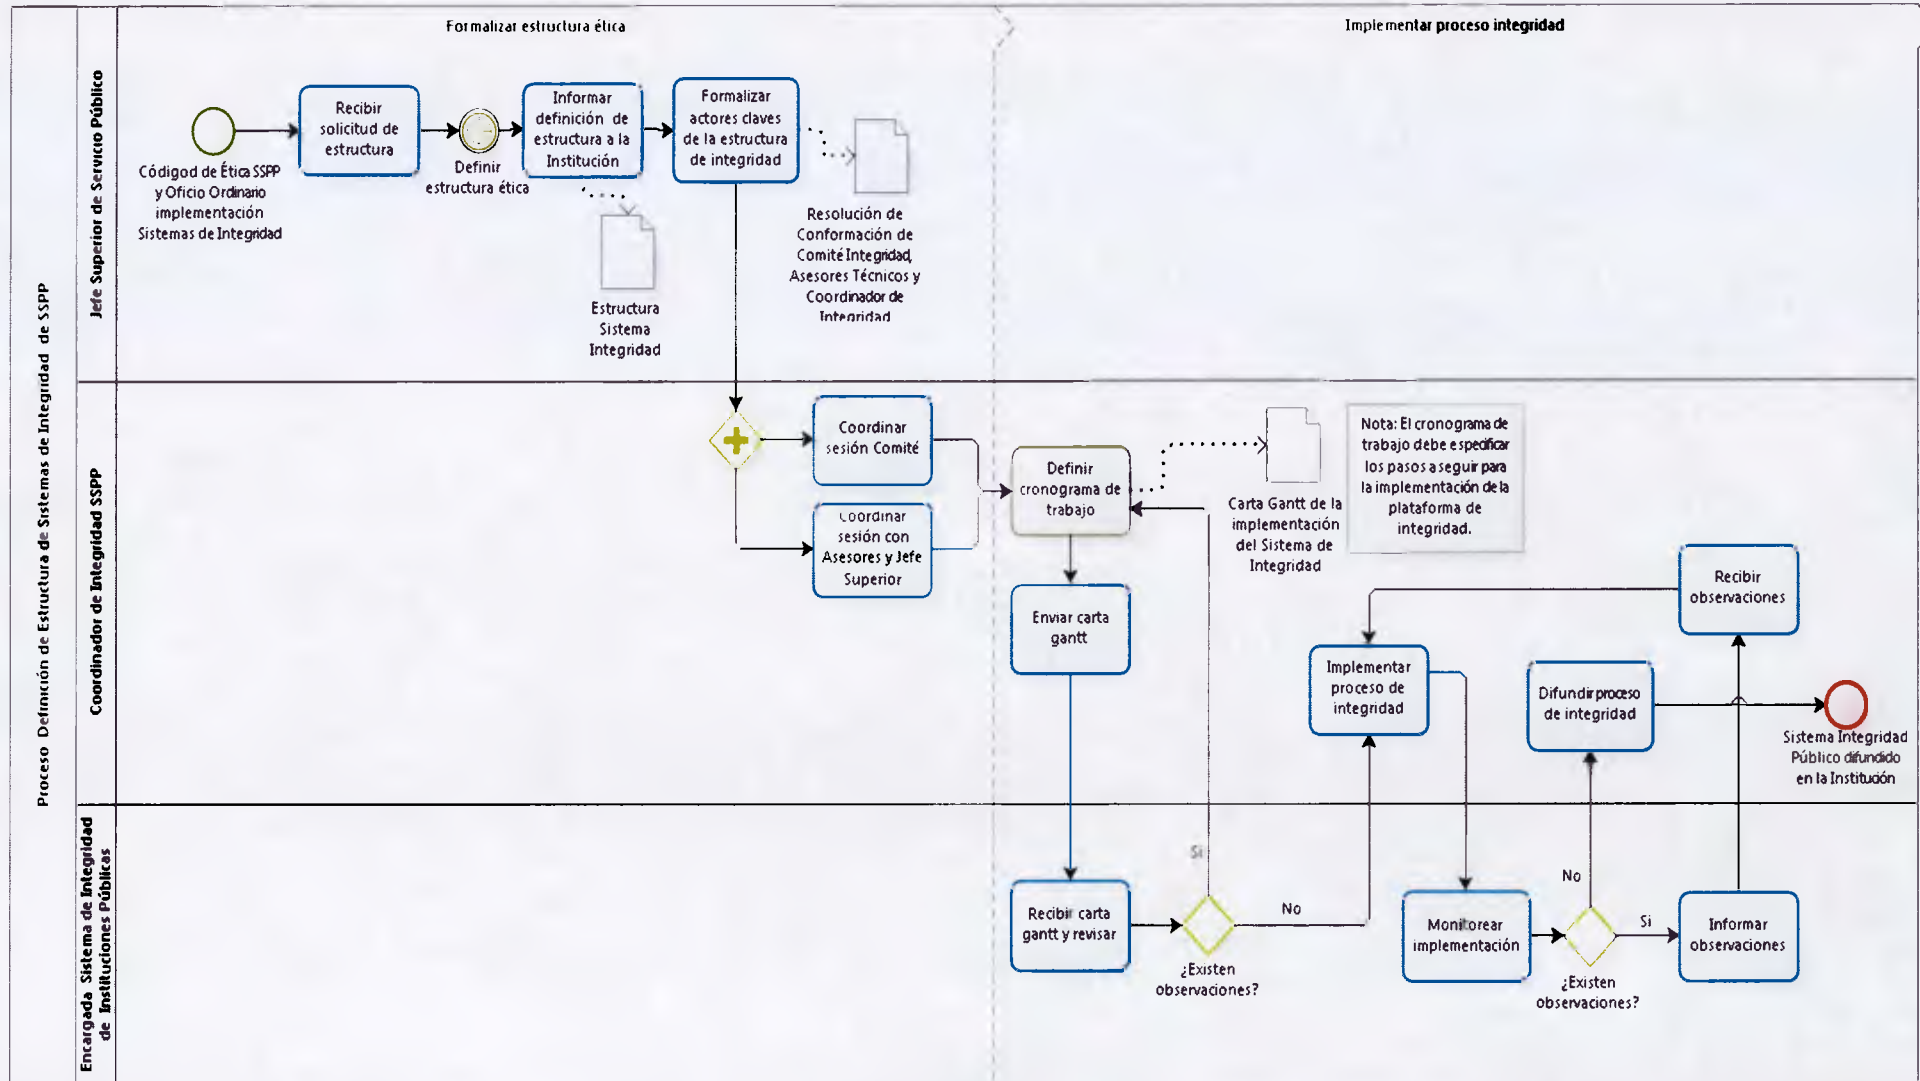 Formalizar estructura ética
Implementar proceso integridad
Proceso Definición de Estructura de Sistemas de Integridad de SSPP
Jefe Superior de Servicio Público
Códigod de Ética SSPP
y Oficio Ordinario
implementación
Sistemas de Integridad
Recibir
solicitud de
estructura
Definir
estructura ética
Informar
definición de
estructura a la
Institución
Estructura
Sistema
Integridad
Formalizar
actores claves
de la estructura
de integridad
Resolución de
Conformación de
Comité Integridad,
Asesores Técnicos y
Coordinador de
Integridad
Coordinador de Integridad SSPP
Coordinar
sesión Comité
Coordinar
sesión con
Asesores y Jefe
Superior
Definir
cronograma de
trabajo
Carta Gantt de la
implementación
del Sistema de
Integridad
Nota: El cronograma de
trabajo debe especificar
los pasos a seguir para
la implementación de la
plataforma de
integridad.
Enviar carta
gantt
Implementar
proceso de
integridad
Difundir proceso
de integridad
Recibir
observaciones
Sistema Integridad
Público difundido
en la Institución
Encargada Sistema de Integridad
de Instituciones Públicas
Recibir carta
gantt y revisar
Si
No
¿Existen
observaciones?
Monitorear
implementación
No
Si
¿Existen
observaciones?
Informar
observaciones